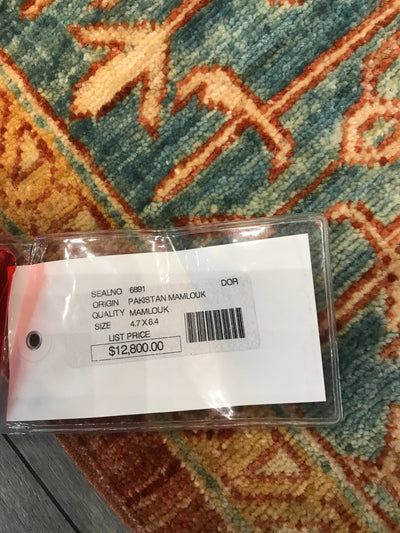 SEALNO 6891 DOR
ORIGIN PAKISTAN MAMLOUK
QUALITY MAMLOUK
SIZE 4.7 X 6.4
LIST PRICE
$12,800.00